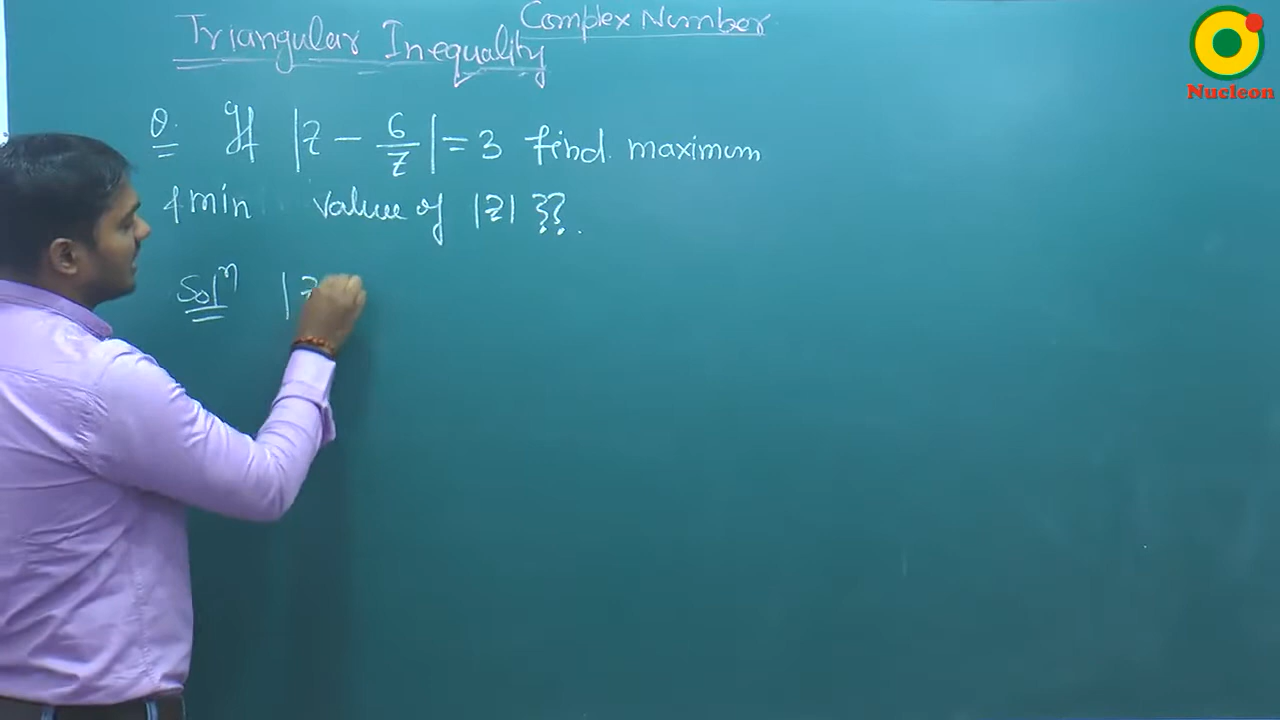 Complex Number
Triangular Inequality
Nucleon
Q. If |z - 6/z| = 3 find maximum
& min value of |z| ??.
Solⁿ |z